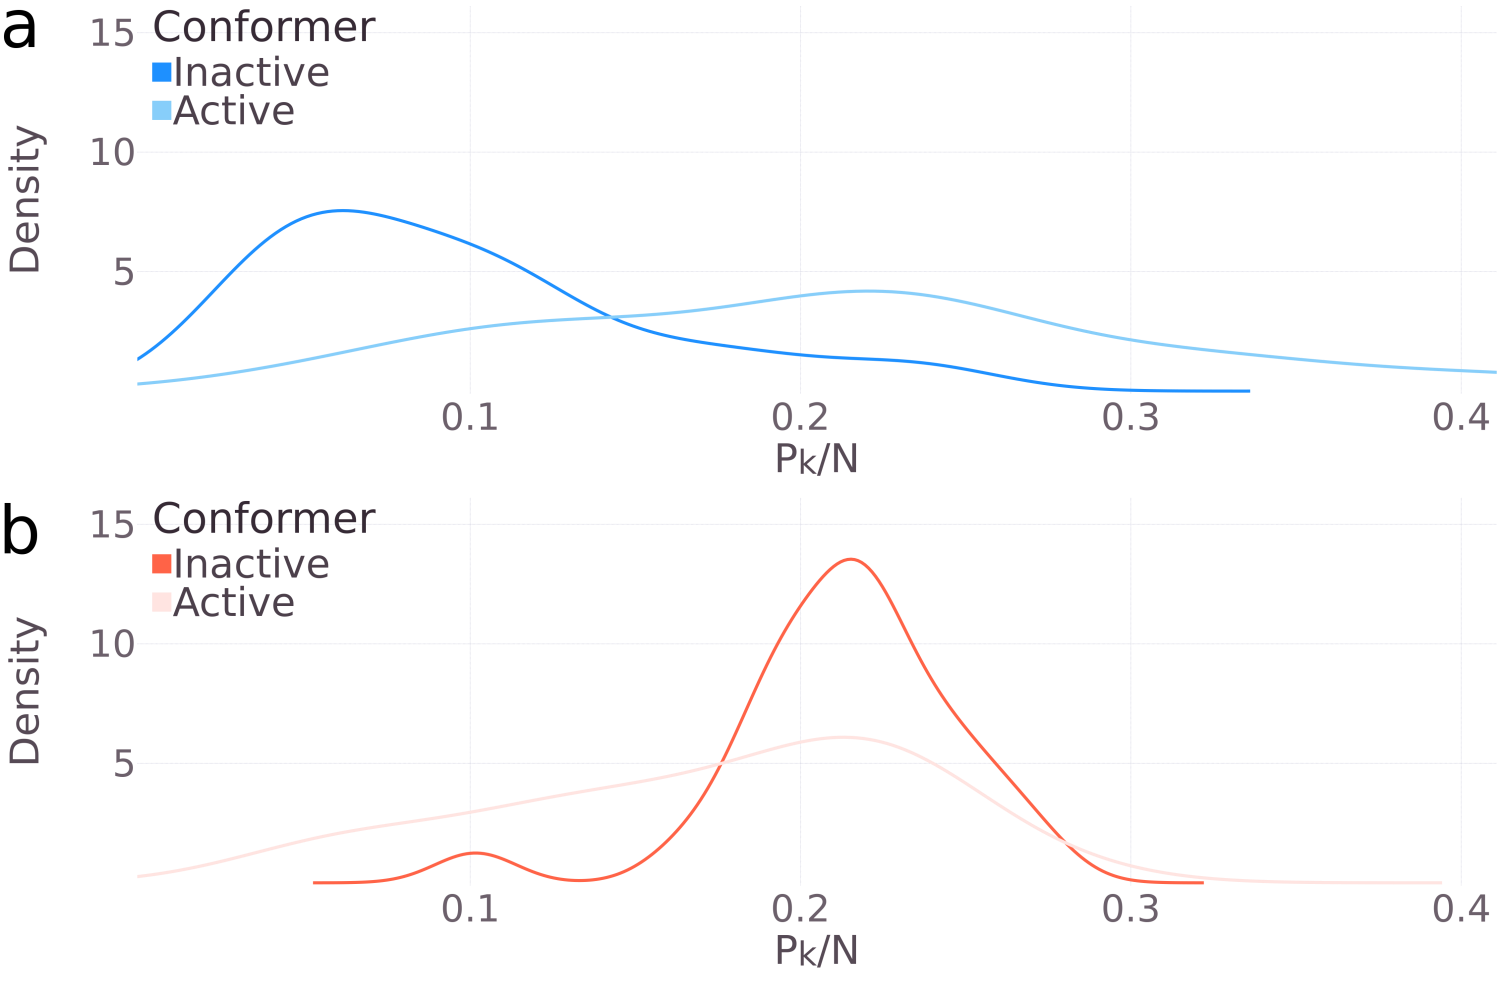 a
Conformer
Inactive
Active
15
10
5
Density
0.1 0.2 0.3 0.4
Pk/N
b
Conformer
Inactive
Active
15
10
5
Density
0.1 0.2 0.3 0.4
Pk/N